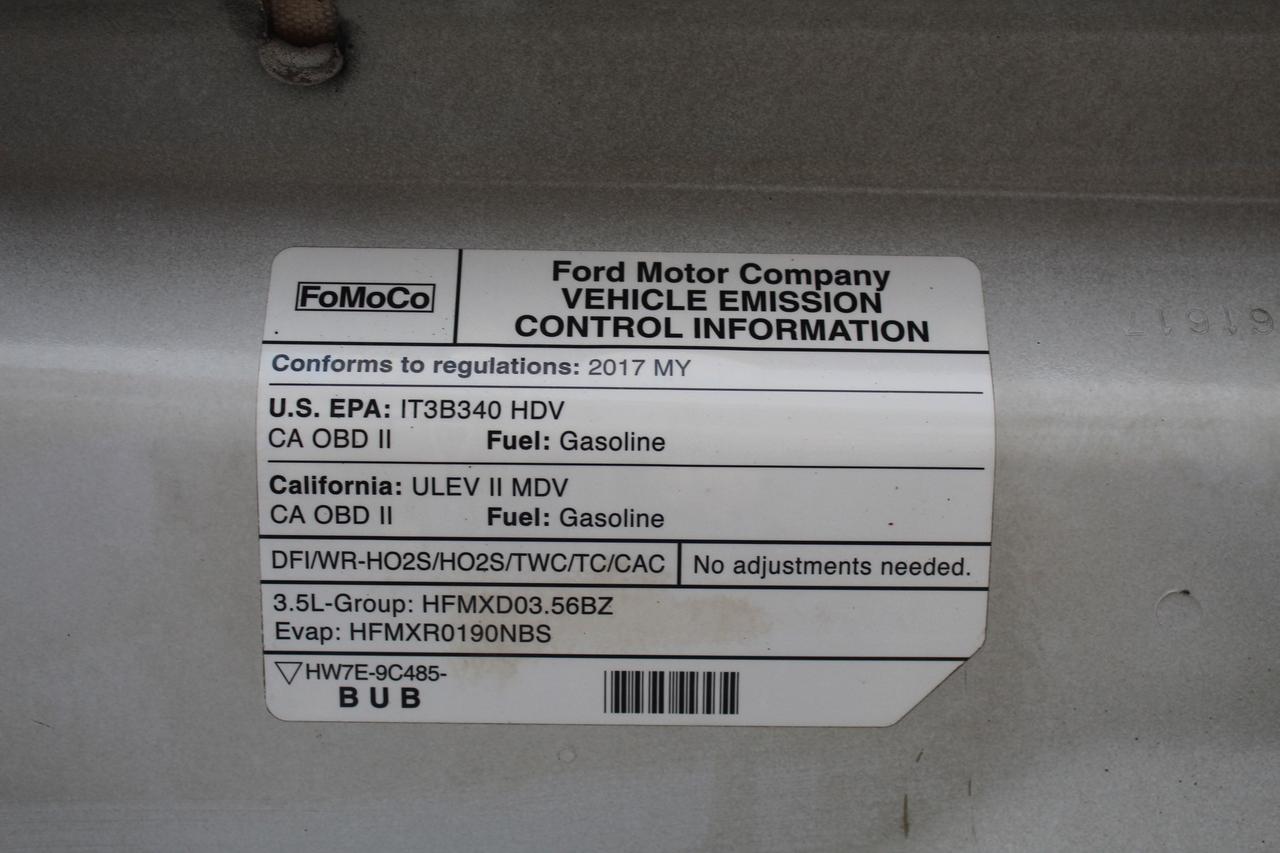 FoMoCo
Ford Motor Company
VEHICLE EMISSION
CONTROL INFORMATION
Conforms to regulations: 2017 MY
U.S. EPA: IT3B340 HDV
CA OBD II Fuel: Gasoline
California: ULEV II MDV
CA OBD II Fuel: Gasoline
DFI/WR-HO2S/HO2S/TWC/TC/CAC
No adjustments needed.
3.5L-Group: HFMXD03.56BZ
Evap: HFMXR0190NBS
HW7E-9C485-
B U B